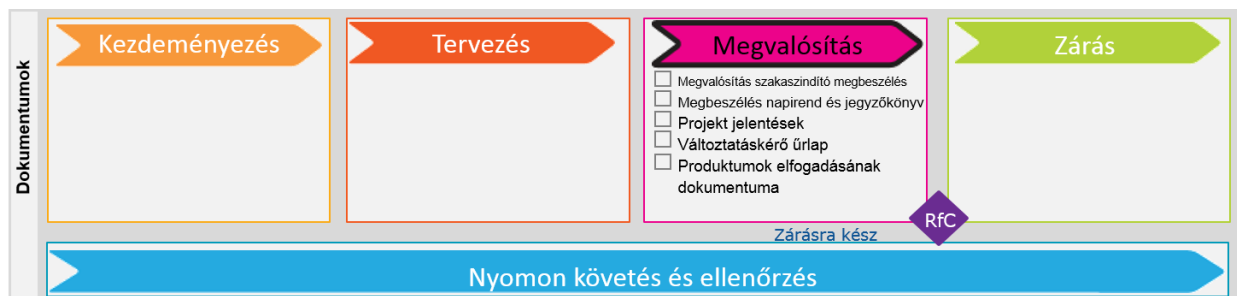 Dokumentumok
Kezdeményezés
Tervezés
Megvalósítás
Megvalósítás szakaszindító megbeszélés
Megbeszélés napirend és jegyzőkönyv
Projekt jelentések
Változtatáskérő űrlap
Produktumok elfogadásának
dokumentuma
Zárás
RfC
Zárásra kész
Nyomon követés és ellenőrzés